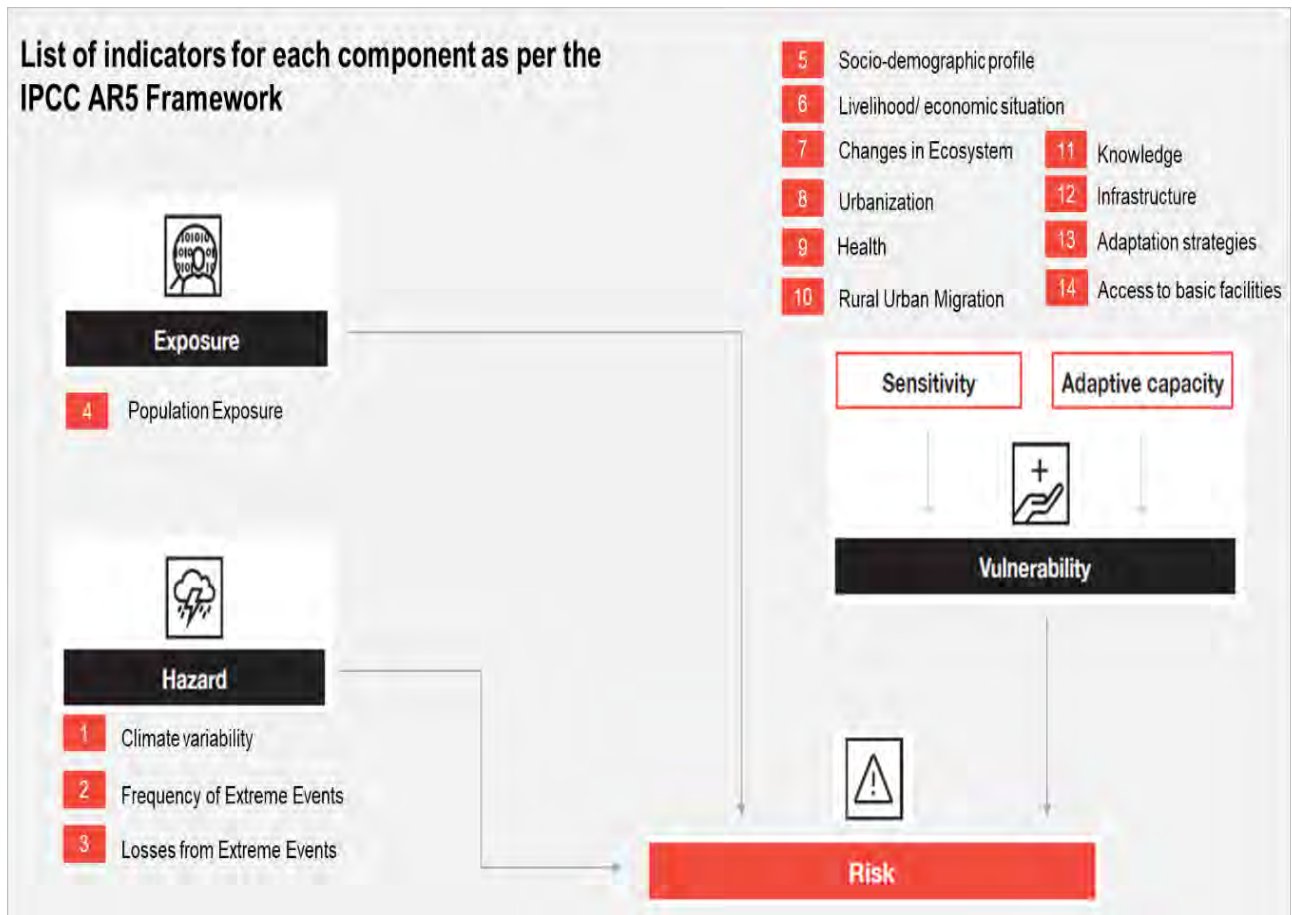 List of indicators for each component as per the
IPCC AR5 Framework
5 Socio-demographic profile
6 Livelihood/ economic situation
7 Changes in Ecosystem
8 Urbanization
9 Health
10 Rural Urban Migration
11 Knowledge
12 Infrastructure
13 Adaptation strategies
14 Access to basic facilities
Exposure
4 Population Exposure
Sensitivity
Adaptive capacity
Vulnerability
Hazard
1 Climate variability
2 Frequency of Extreme Events
3 Losses from Extreme Events
Risk